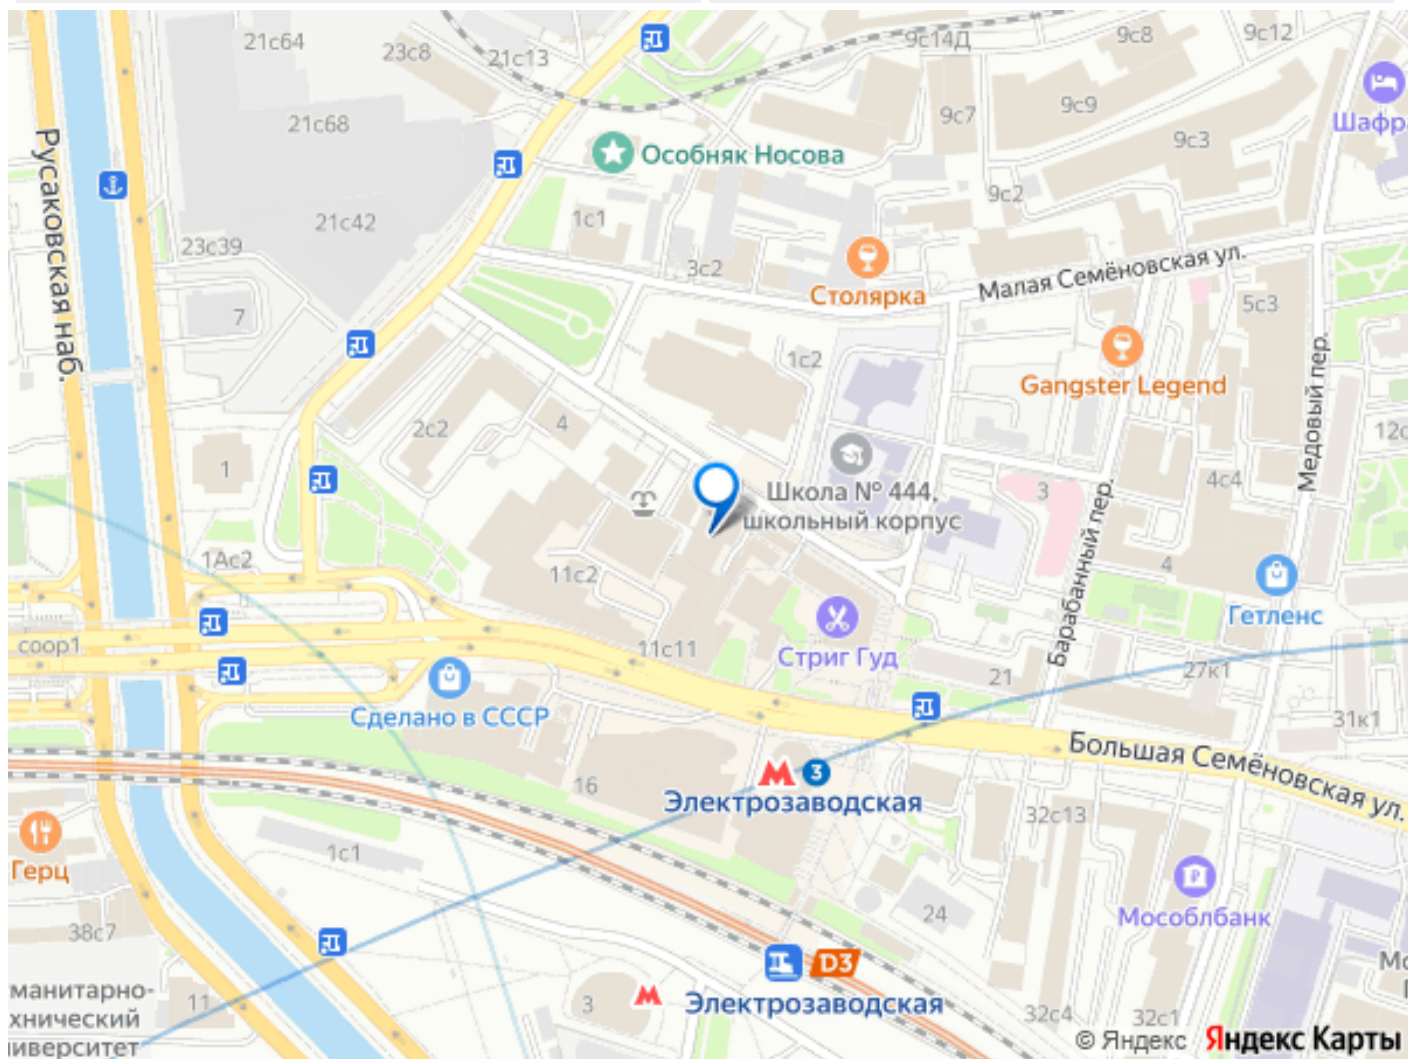 21с64
23с8
21с13
9с14Д
9с8
9с12
21с68
9с7
9с9
9с3
Шафра
Русаковская наб.
Особняк Носова
21с42
23с39
1с1
9с2
3с2
Столярка
Малая Семёновская ул.
5с3
7
1с2
Gangster Legend
Медовый пер.
2с2
4
12с
1
Школа № 444,
школьный корпус
3
4с4
Барабанный пер.
1Ас2
11с2
4
Гетленс
соор1
11с11
Стриг Гуд
21
27к1
Сделано в СССР
31к1
Большая Семёновская ул.
16
3
Электрозаводская
32с13
Герц
1с1
24
Мособлбанк
38с7
D3
манитарно-
хнический
иверситет
11
3
Электрозаводская
32с4
32с1
© Яндекс Яндекс Карты